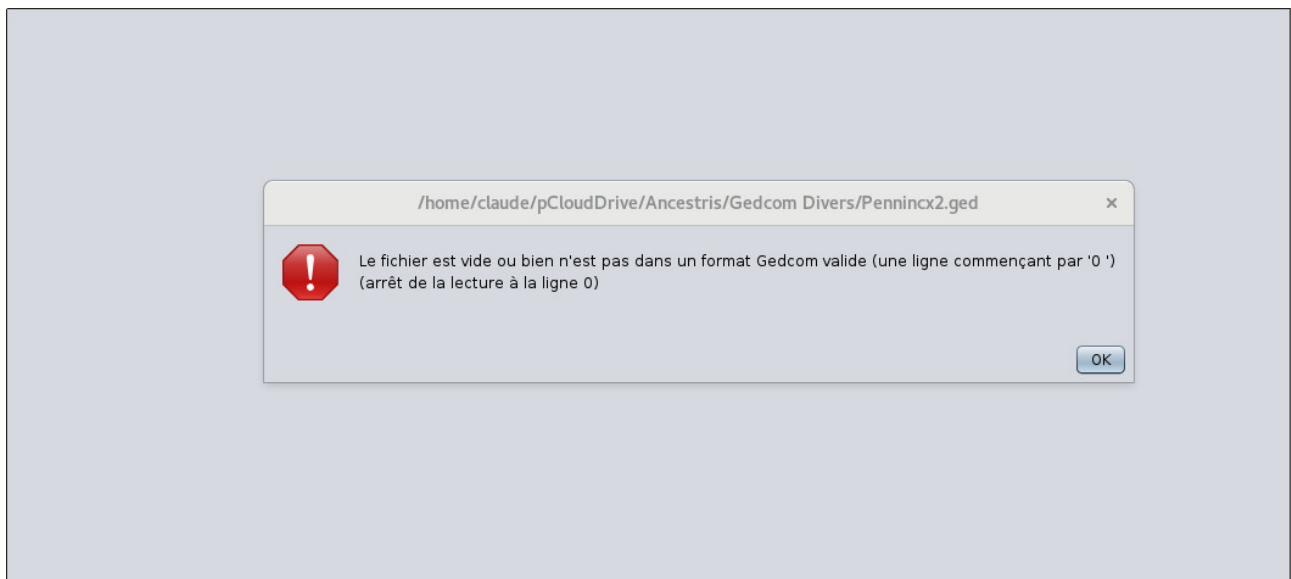 /home/claude/pCloudDrive/Ancestris/Gedcom Divers/Pennincx2.ged ×
Le fichier est vide ou bien n'est pas dans un format Gedcom valide (une ligne commençant par '0 ')
(arrêt de la lecture à la ligne 0)
OK